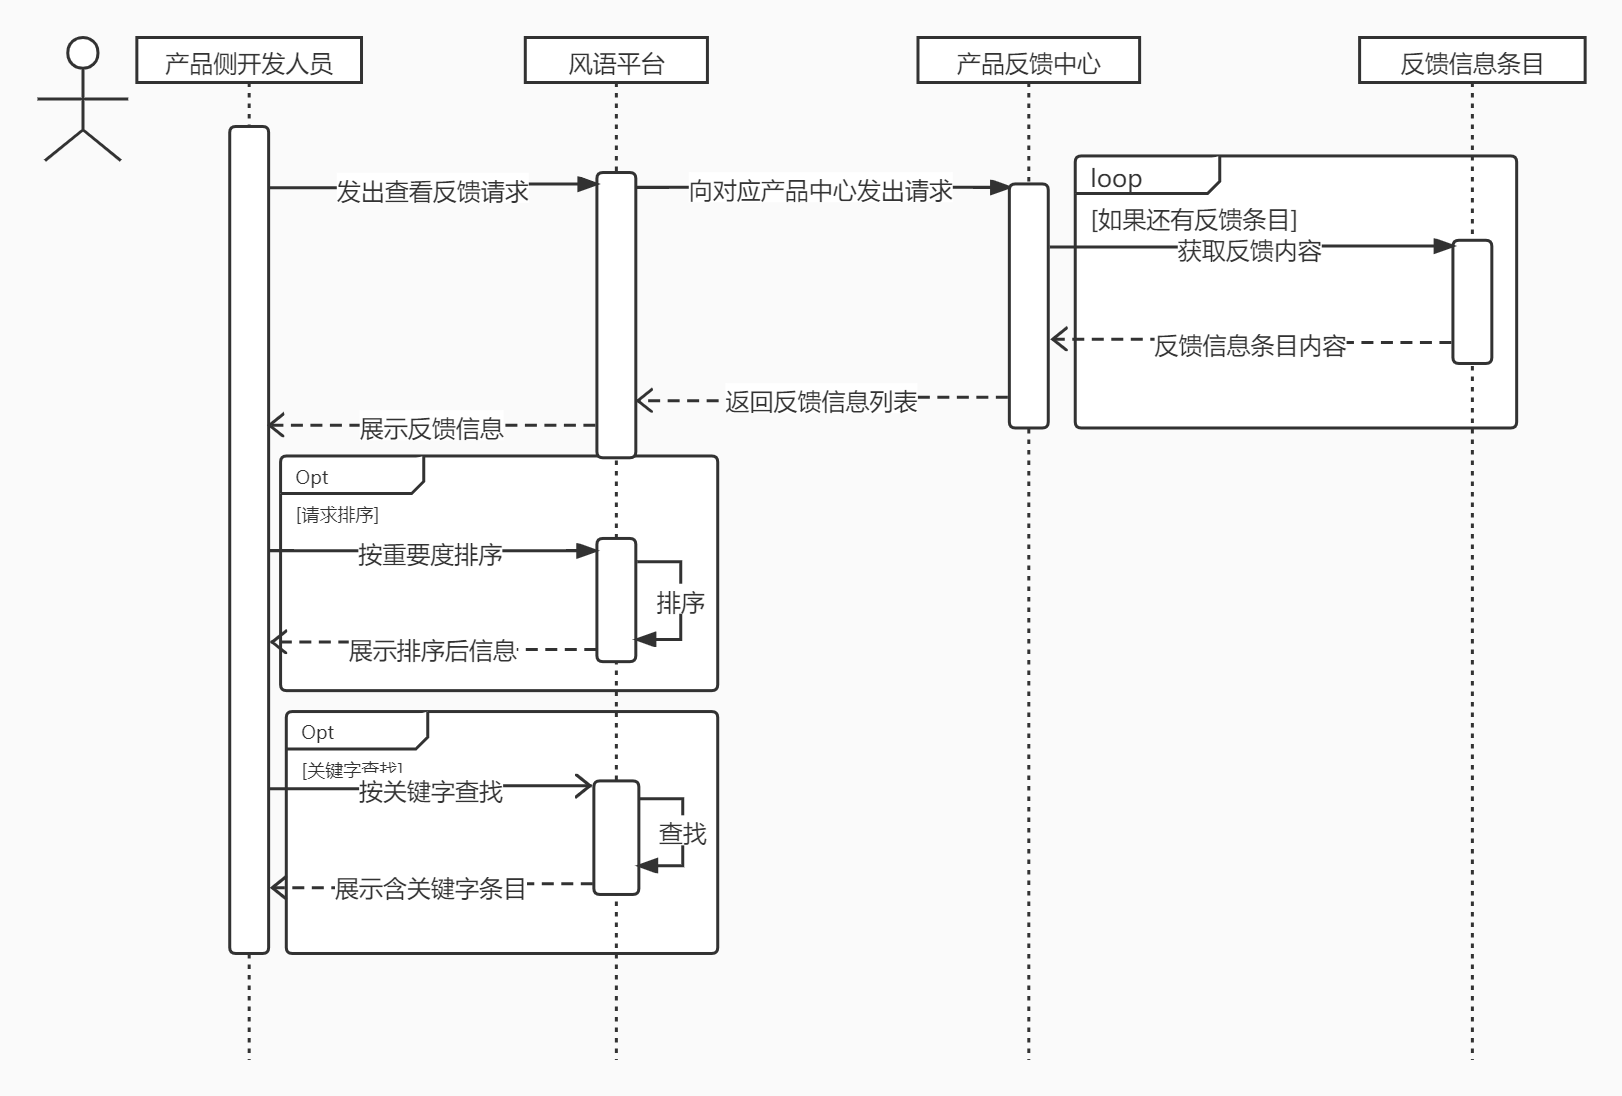 产品侧开发人员
风语平台
产品反馈中心
反馈信息条目
发出查看反馈请求
向对应产品中心发出请求
loop
[如果还有反馈条目]
获取反馈内容
反馈信息条目内容
返回反馈信息列表
展示反馈信息
Opt
[请求排序]
按重要度排序
排序
展示排序后信息
Opt
[关键字查找]
按关键字查找
查找
展示含关键字条目